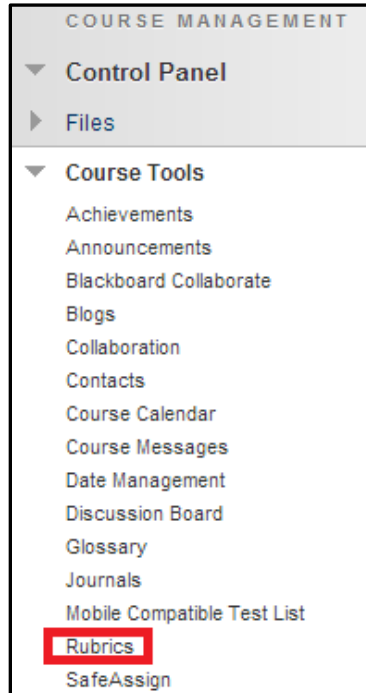 COURSE MANAGEMENT
Control Panel
Files
Course Tools
Achievements
Announcements
Blackboard Collaborate
Blogs
Collaboration
Contacts
Course Calendar
Course Messages
Date Management
Discussion Board
Glossary
Journals
Mobile Compatible Test List
Rubrics
SafeAssign